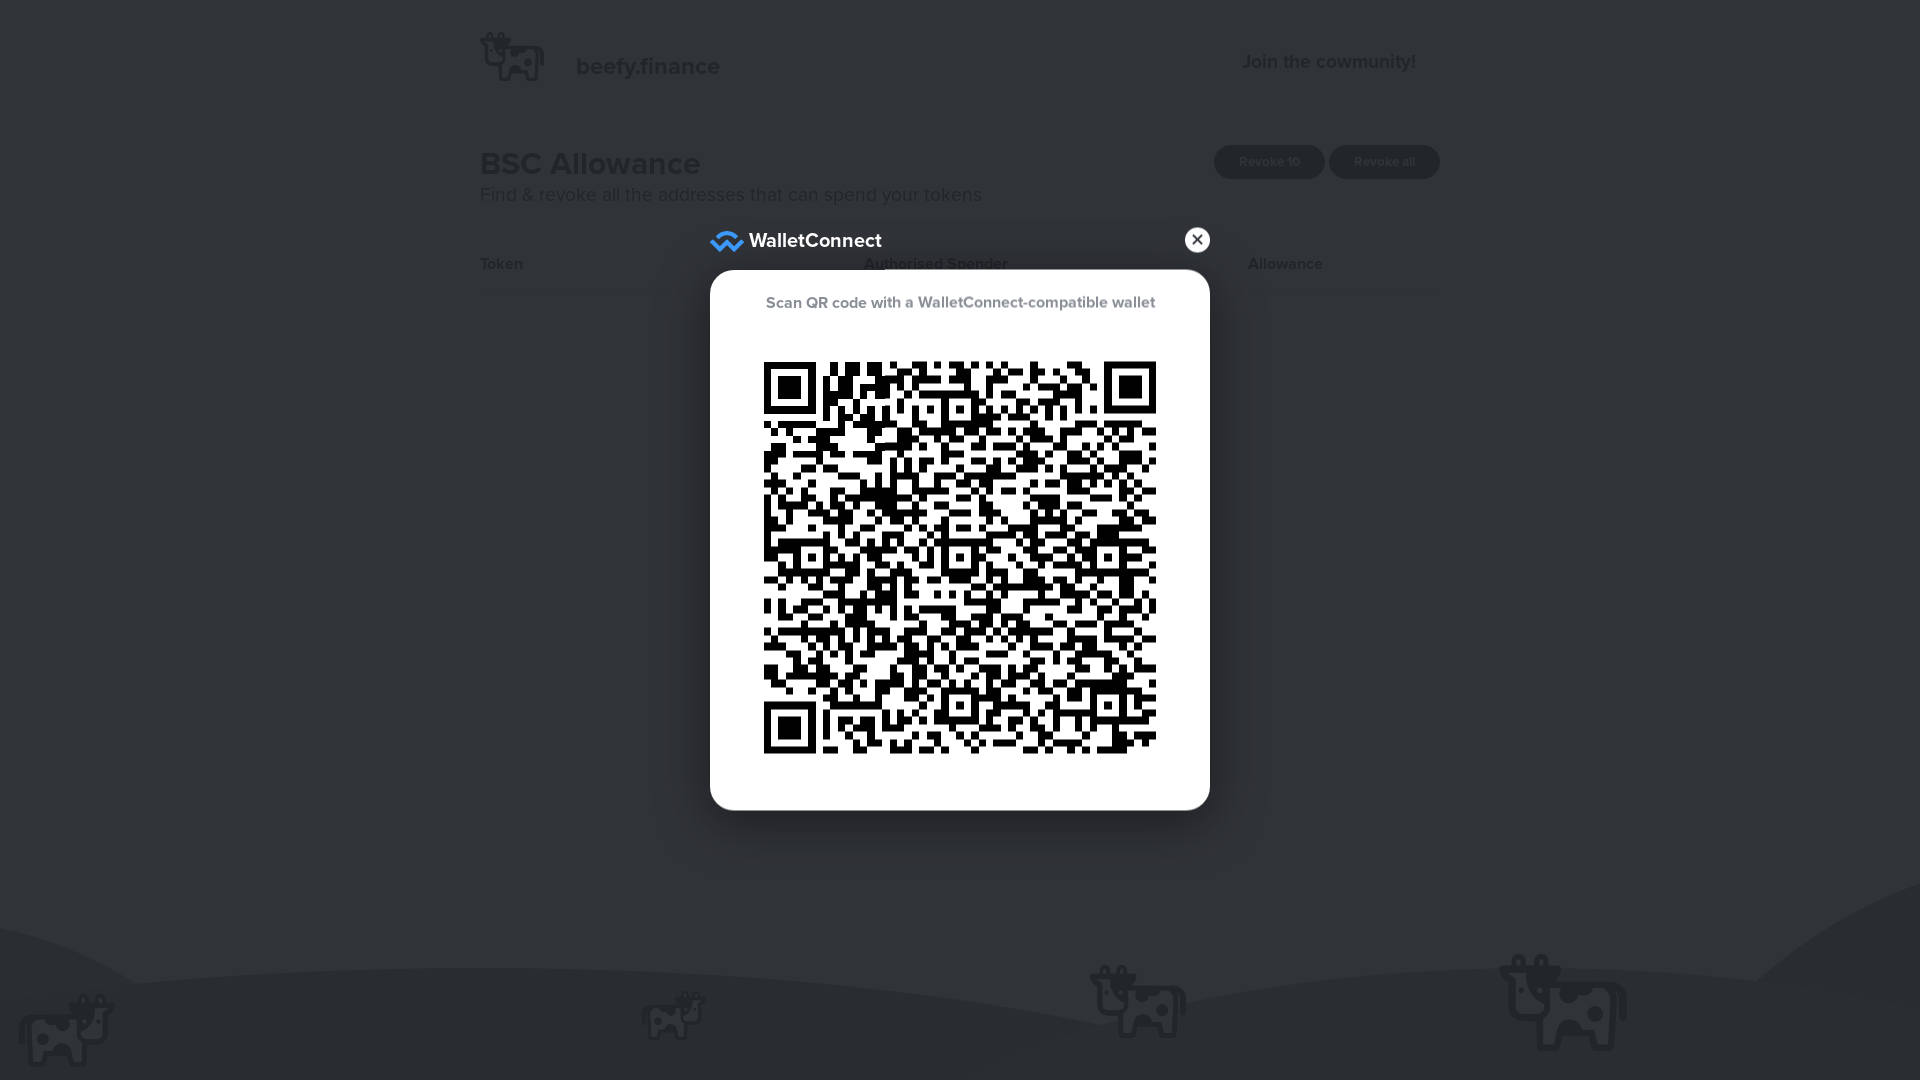 beefy.finance
Join the cowmunity!
BSC Allowance
Revoke 10
Revoke all
Find & revoke all the addresses that can spend your tokens
WalletConnect
Token
Authorised Spender
Allowance
Scan QR code with a WalletConnect-compatible wallet